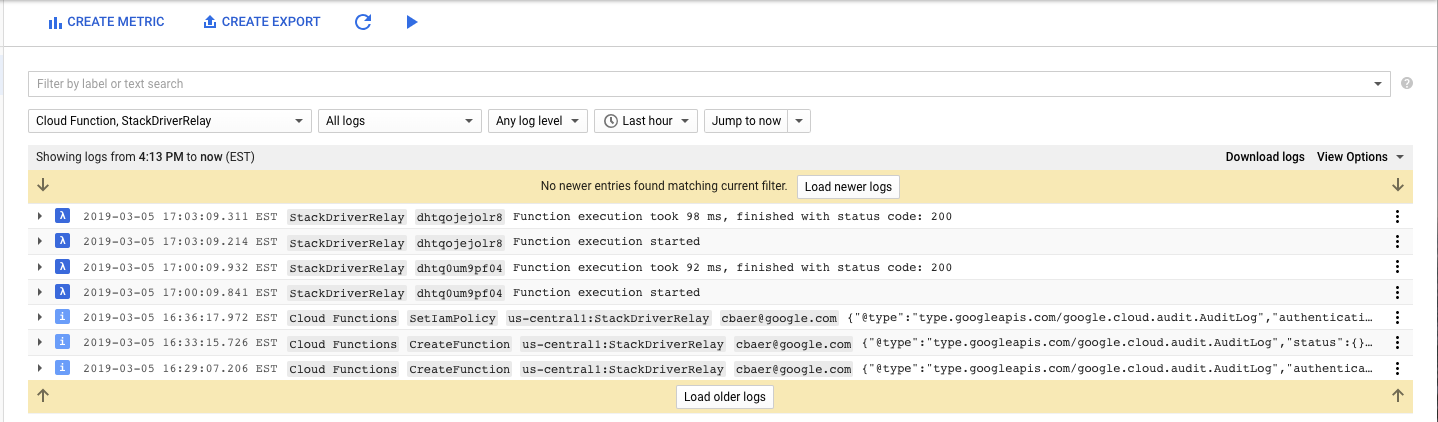 CREATE METRIC CREATE EXPORT
Filter by label or text search
Cloud Function, StackDriverRelay All logs Any log level Last hour Jump to now
Showing logs from 4:13 PM to now (EST) Download logs View Options
No newer entries found matching current filter. Load newer logs
λ 2019-03-05 17:03:09.311 EST StackDriverRelay dhtqojejolr8 Function execution took 98 ms, finished with status code: 200
λ 2019-03-05 17:03:09.214 EST StackDriverRelay dhtqojejolr8 Function execution started
λ 2019-03-05 17:00:09.932 EST StackDriverRelay dhtq0um9pf04 Function execution took 92 ms, finished with status code: 200
λ 2019-03-05 17:00:09.841 EST StackDriverRelay dhtq0um9pf04 Function execution started
i 2019-03-05 16:36:17.972 EST Cloud Functions SetIamPolicy us-central1:StackDriverRelay cbaer@google.com {"@type":"type.googleapis.com/google.cloud.audit.AuditLog","authenticati…
i 2019-03-05 16:33:15.726 EST Cloud Functions CreateFunction us-central1:StackDriverRelay cbaer@google.com {"@type":"type.googleapis.com/google.cloud.audit.AuditLog","status":{}…
i 2019-03-05 16:29:07.206 EST Cloud Functions CreateFunction us-central1:StackDriverRelay cbaer@google.com {"@type":"type.googleapis.com/google.cloud.audit.AuditLog","authentica…
Load older logs